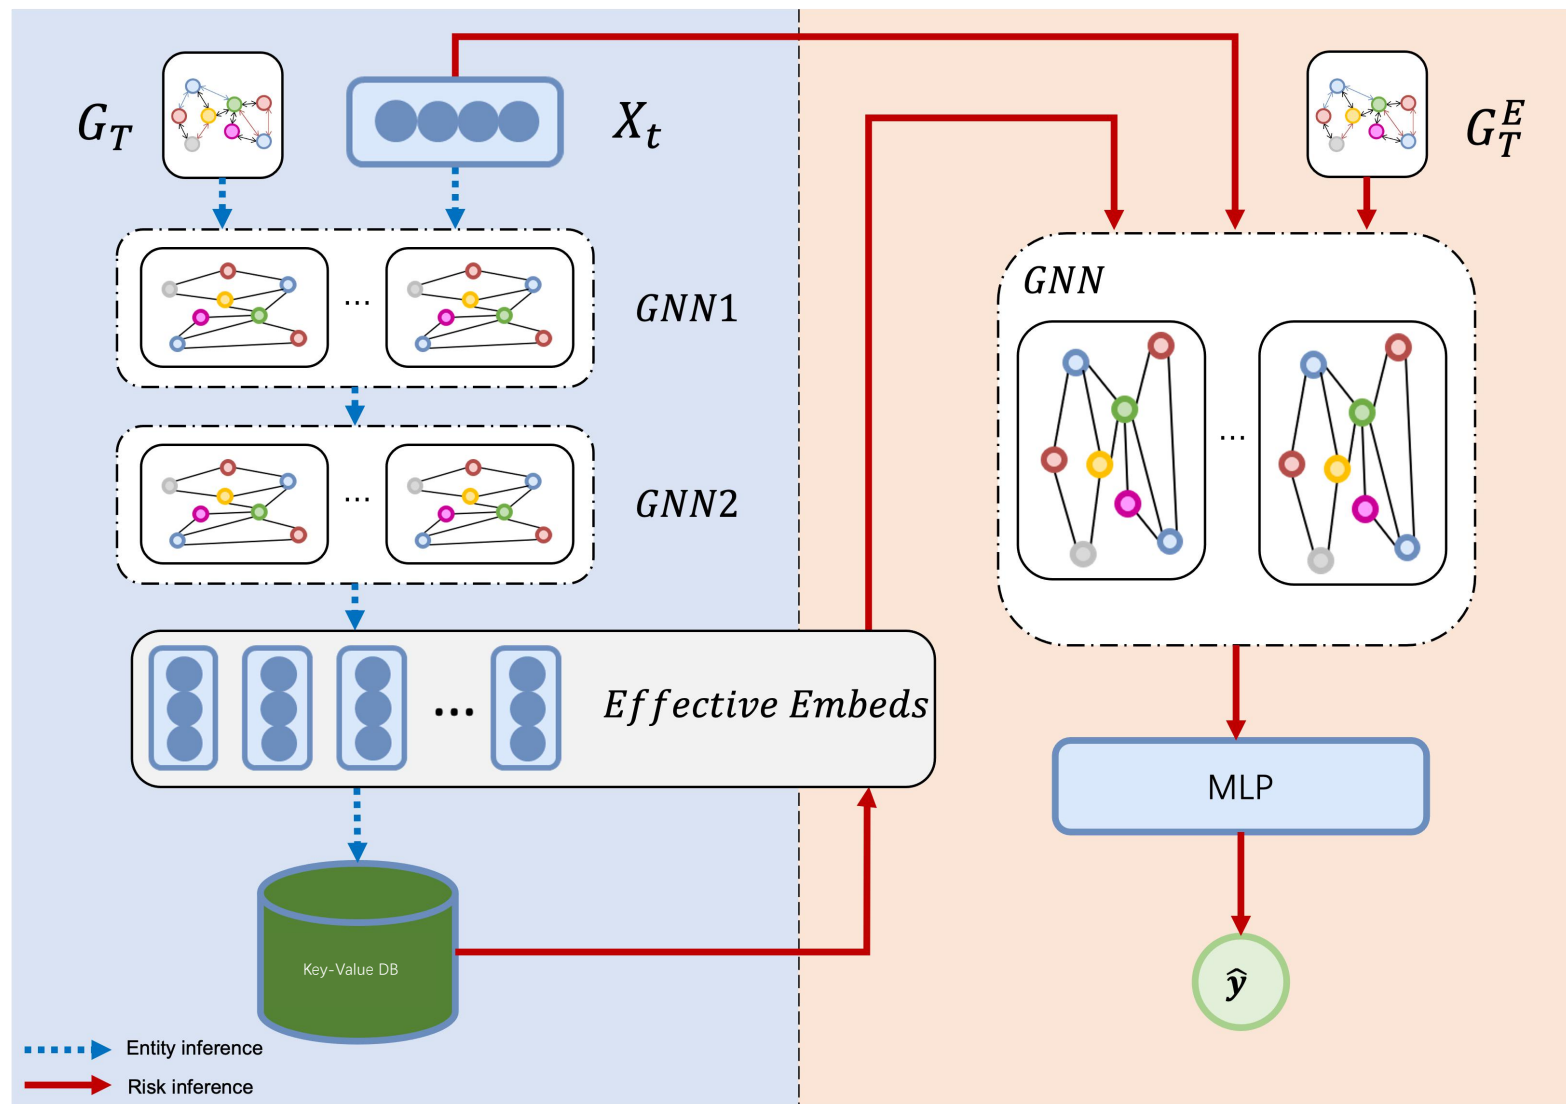 G_T
X_t
G_T^E
GNN1
GNN
...
...
GNN2
...
Effective Embeds
...
MLP
Key-Value DB
ŷ
Entity inference
Risk inference